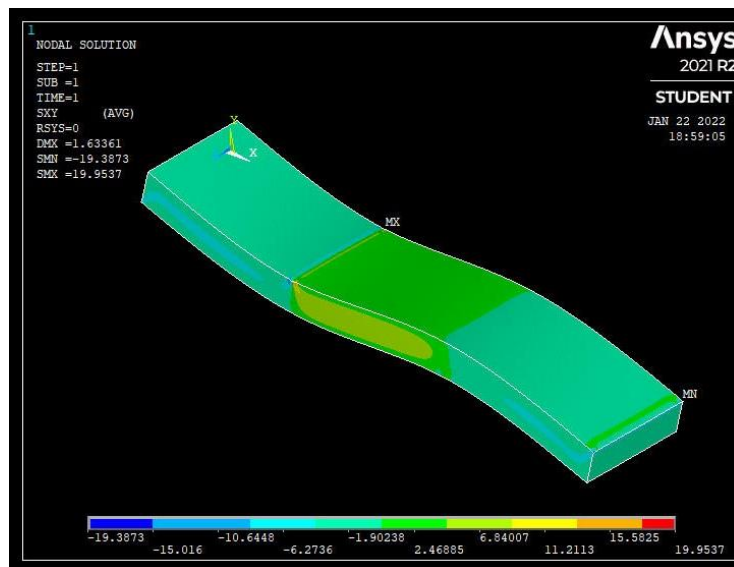 1
NODAL SOLUTION
STEP=1
SUB =1
TIME=1
SXY (AVG)
RSYS=0
DMX =1.63361
SMN =-19.3873
SMX =19.9537
Ansys
2021 R2
STUDENT
JAN 22 2022
18:59:05
Y
X
MX
MN
-19.3873 -10.6448 -1.90238 6.84007 15.5825
-15.016 -6.2736 2.46885 11.2113 19.9537